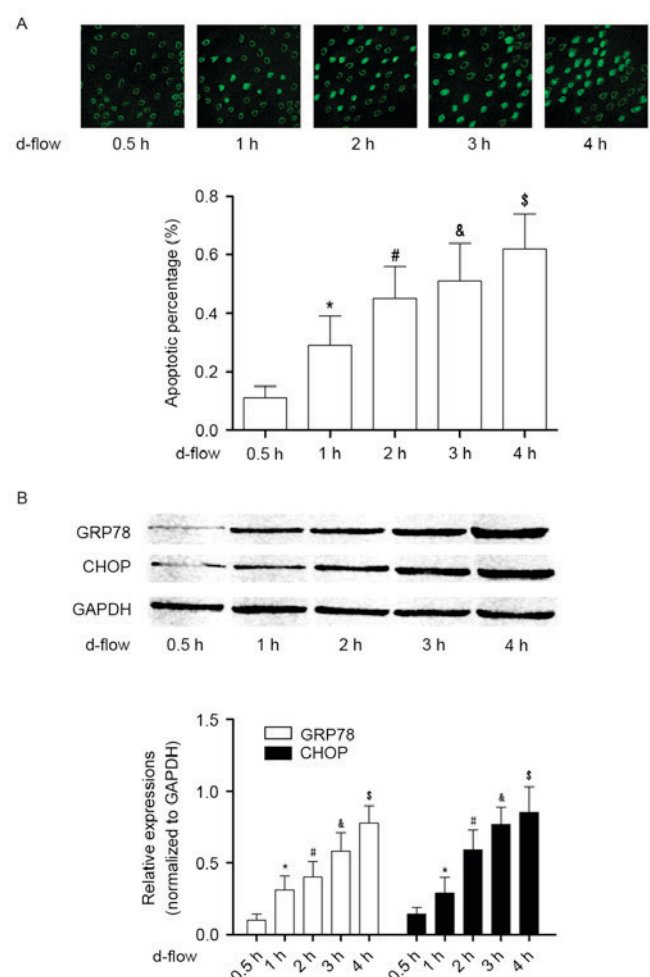 A
d-flow 0.5 h 1 h 2 h 3 h 4 h
Apoptotic percentage (%)
0.8
0.6
0.4
0.2
0.0
* # & $
d-flow 0.5 h 1 h 2 h 3 h 4 h
B
GRP78
CHOP
GAPDH
d-flow 0.5 h 1 h 2 h 3 h 4 h
Relative expressions
(normalized to GAPDH)
1.5
1.0
0.5
0.0
GRP78
CHOP
* # & $ * # & $
d-flow 0.5 h 1 h 2 h 3 h 4 h 0.5 h 1 h 2 h 3 h 4 h